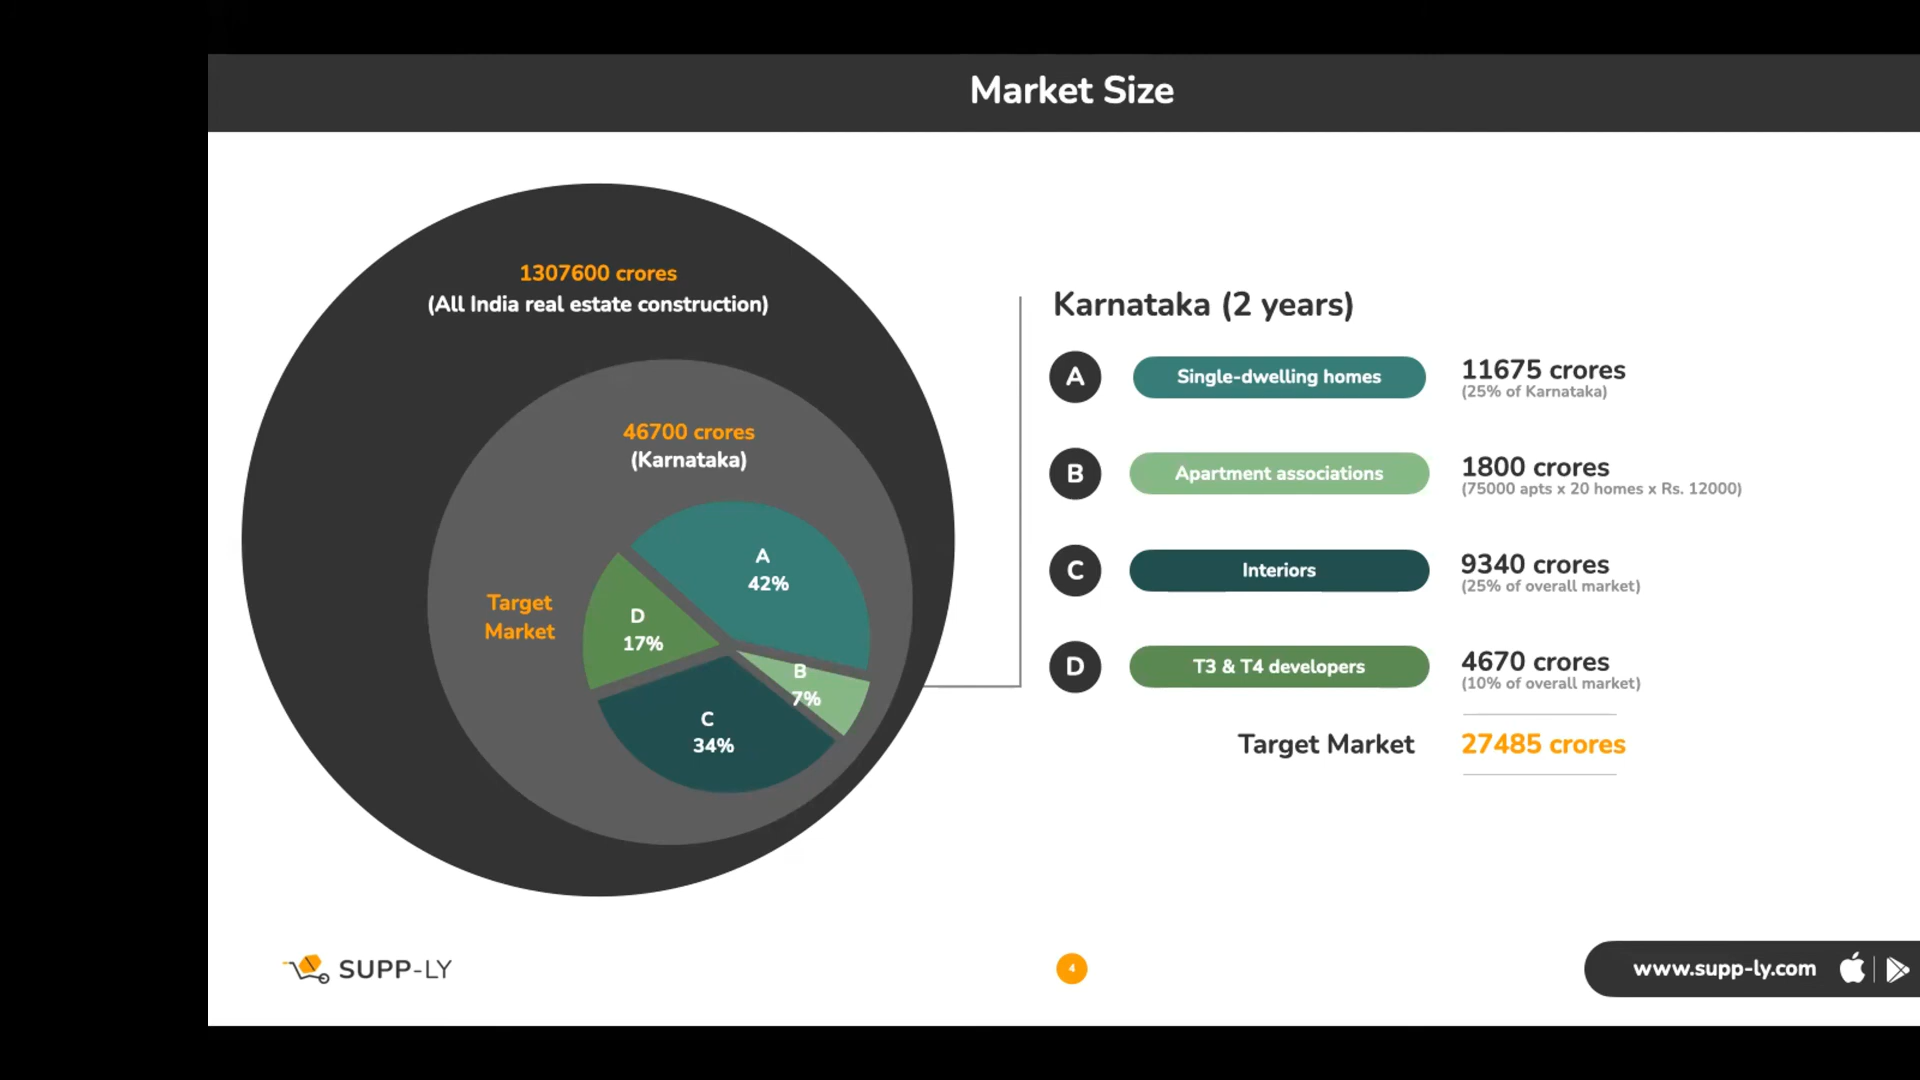 Market Size
1307600 crores
(All India real estate construction)
46700 crores
(Karnataka)
Target
Market
A
42%
B
7%
C
34%
D
17%
Karnataka (2 years)
A
Single-dwelling homes
11675 crores
(25% of Karnataka)
B
Apartment associations
1800 crores
(75000 apts x 20 homes x Rs. 12000)
C
Interiors
9340 crores
(25% of overall market)
D
T3 & T4 developers
4670 crores
(10% of overall market)
Target Market
27485 crores
SUPP-LY
4
www.supp-ly.com